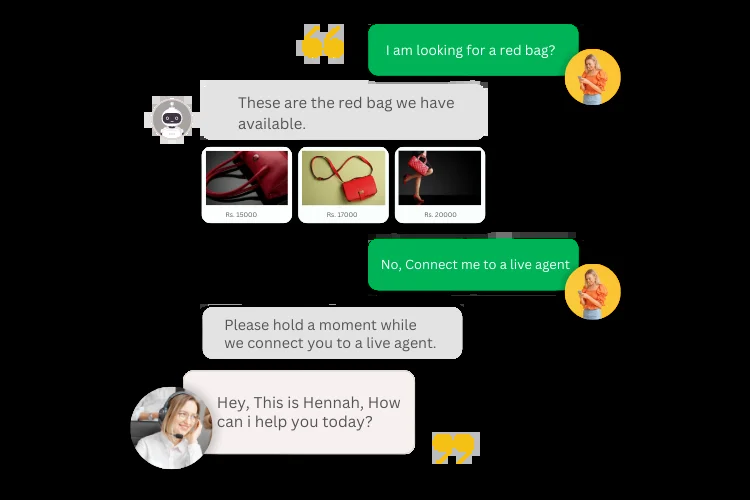 “
I am looking for a red bag?
These are the red bag we have
available.
Rs. 15000
Rs. 17000
Rs. 20000
No, Connect me to a live agent
Please hold a moment while
we connect you to a live agent.
Hey, This is Hennah, How
can i help you today?
”